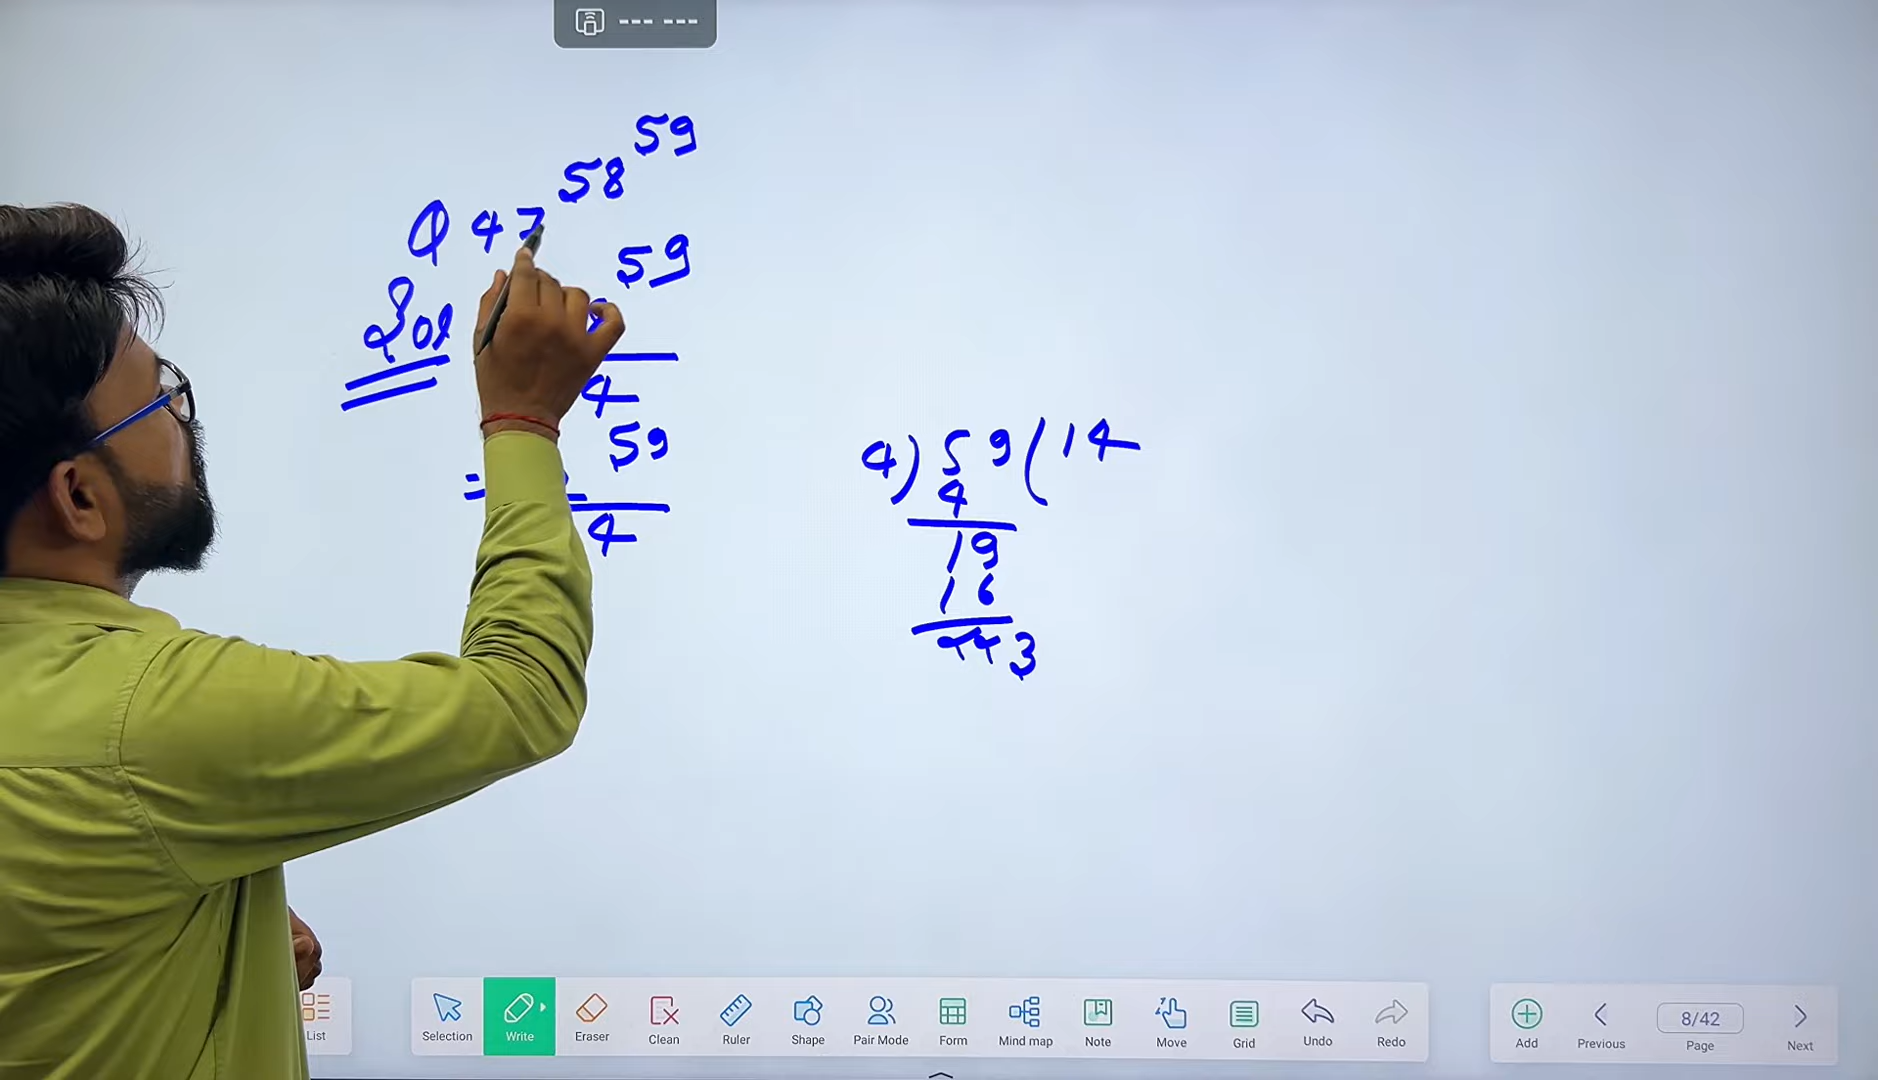 --- ---
Q 47^58^59
Sol
59
4
= 59
4
4) 59 (14
4
19
16
3
List
Selection Write Eraser Clean Ruler Shape Pair Mode Form Mind map Note Move Grid Undo Redo
Add Previous 8/42 Page Next